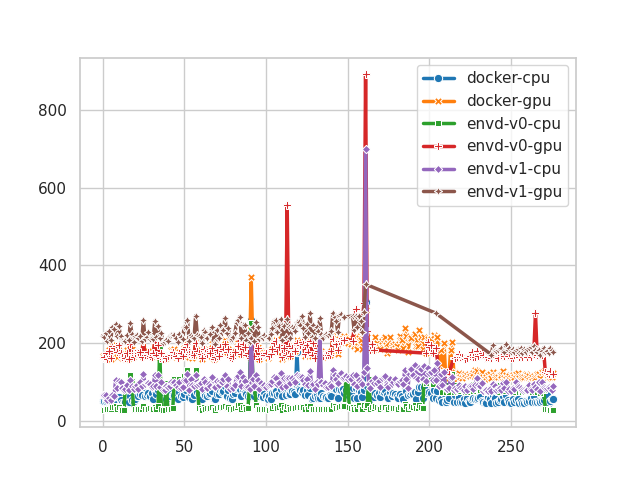 docker-cpu
docker-gpu
envd-v0-cpu
envd-v0-gpu
envd-v1-cpu
envd-v1-gpu
800
600
400
200
0
0 50 100 150 200 250